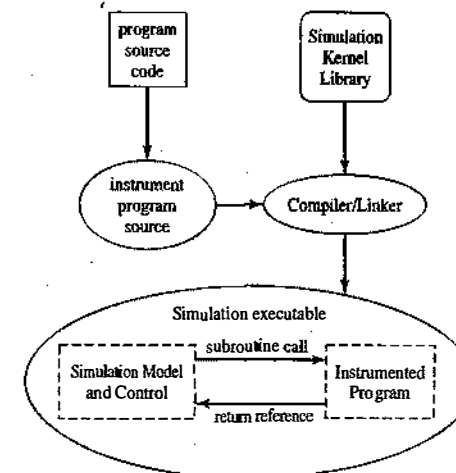 program
source
code
Simulation
Kernel
Library
instrument
program
source
Compiler/Linker
Simulation executable
subroutine call
Simulation Model
and Control
Instrumented
Program
return reference